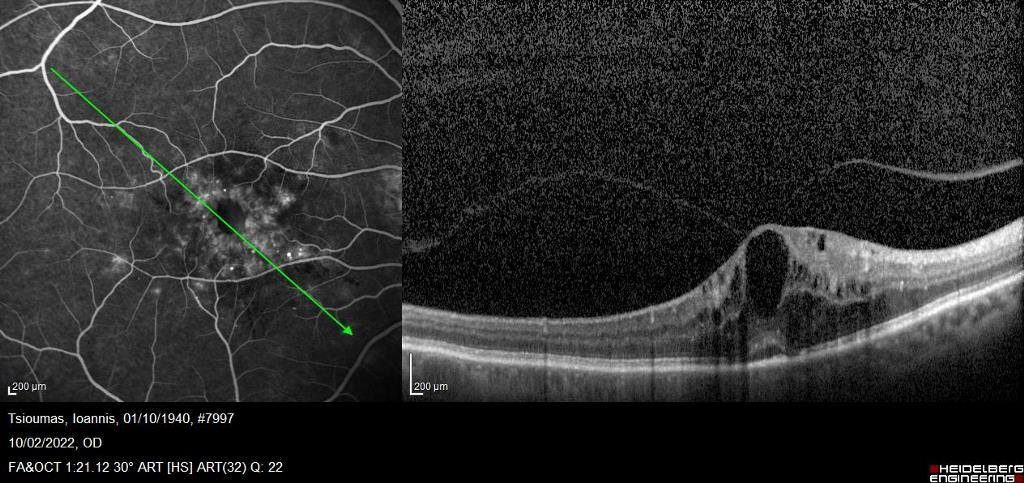 200 µm
200 µm
Tsioumas, Ioannis, 01/10/1940, #7997
10/02/2022, OD
FA&OCT 1:21.12 30° ART [HS] ART(32) Q: 22
HEIDELBERG
ENGINEERING